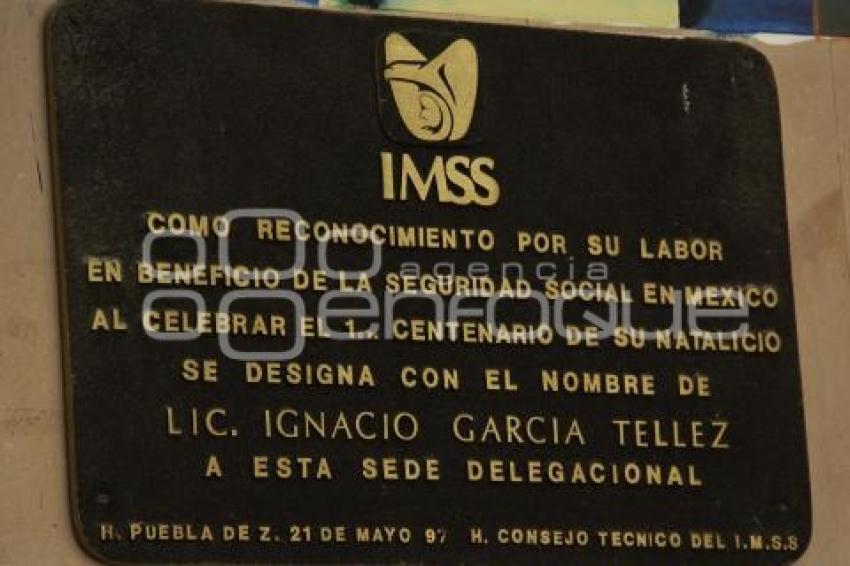 IMSS
COMO RECONOCIMIENTO POR SU LABOR
EN BENEFICIO DE LA SEGURIDAD SOCIAL EN MEXICO
AL CELEBRAR EL 1... CENTENARIO DE SU NATALICIO
SE DESIGNA CON EL NOMBRE DE
LIC. IGNACIO GARCIA TELLEZ
A ESTA SEDE DELEGACIONAL
H. PUEBLA DE Z. 21 DE MAYO 97 H. CONSEJO TECNICO DEL I.M.S.S
agencia
enfoque